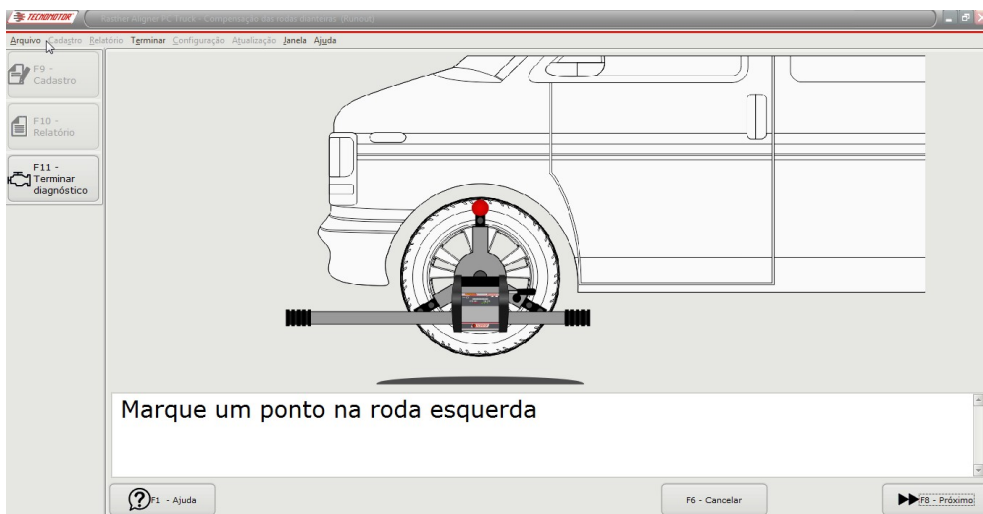 TECNOMOTOR
Rastner Aligner PC Truck - Compensação das rodas dianteiras (Runout)
Arquivo Cadastro Relatório Terminar Configuração Atualização Janela Ajuda
F9 -
Cadastro
F10 -
Relatório
F11 -
Terminar
diagnóstico
Marque um ponto na roda esquerda
F1 - Ajuda
F6 - Cancelar
F8 - Próximo